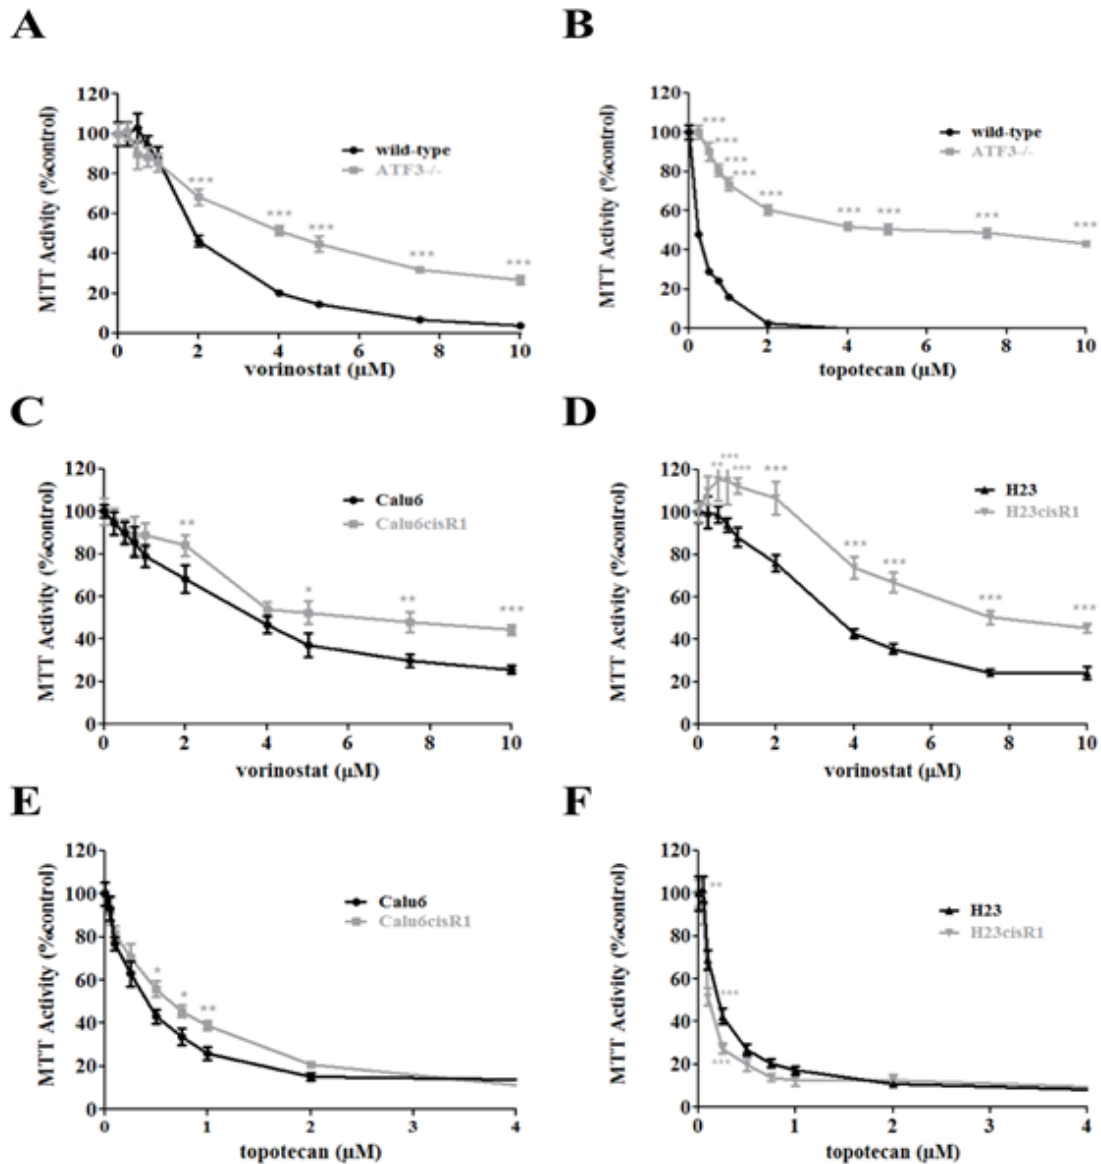 A
MTT Activity (%control)
120
100
80
60
40
20
0
wild-type
ATF3-/-
***
***
***
***
***
0 2 4 6 8 10
vorinostat (μM)
B
MTT Activity (%control)
120
100
80
60
40
20
0
wild-type
ATF3-/-
***
***
***
***
***
***
***
***
***
0 2 4 6 8 10
topotecan (μM)
C
MTT Activity (%control)
120
100
80
60
40
20
0
Calu6
Calu6cisR1
**
*
**
***
0 2 4 6 8 10
vorinostat (μM)
D
MTT Activity (%control)
120
100
80
60
40
20
0
H23
H23cisR1
***
**
***
***
***
***
***
***
0 2 4 6 8 10
vorinostat (μM)
E
MTT Activity (%control)
120
100
80
60
40
20
0
Calu6
Calu6cisR1
*
*
**
0 1 2 3 4
topotecan (μM)
F
MTT Activity (%control)
120
100
80
60
40
20
0
H23
H23cisR1
**
****
***
0 1 2 3 4
topotecan (μM)